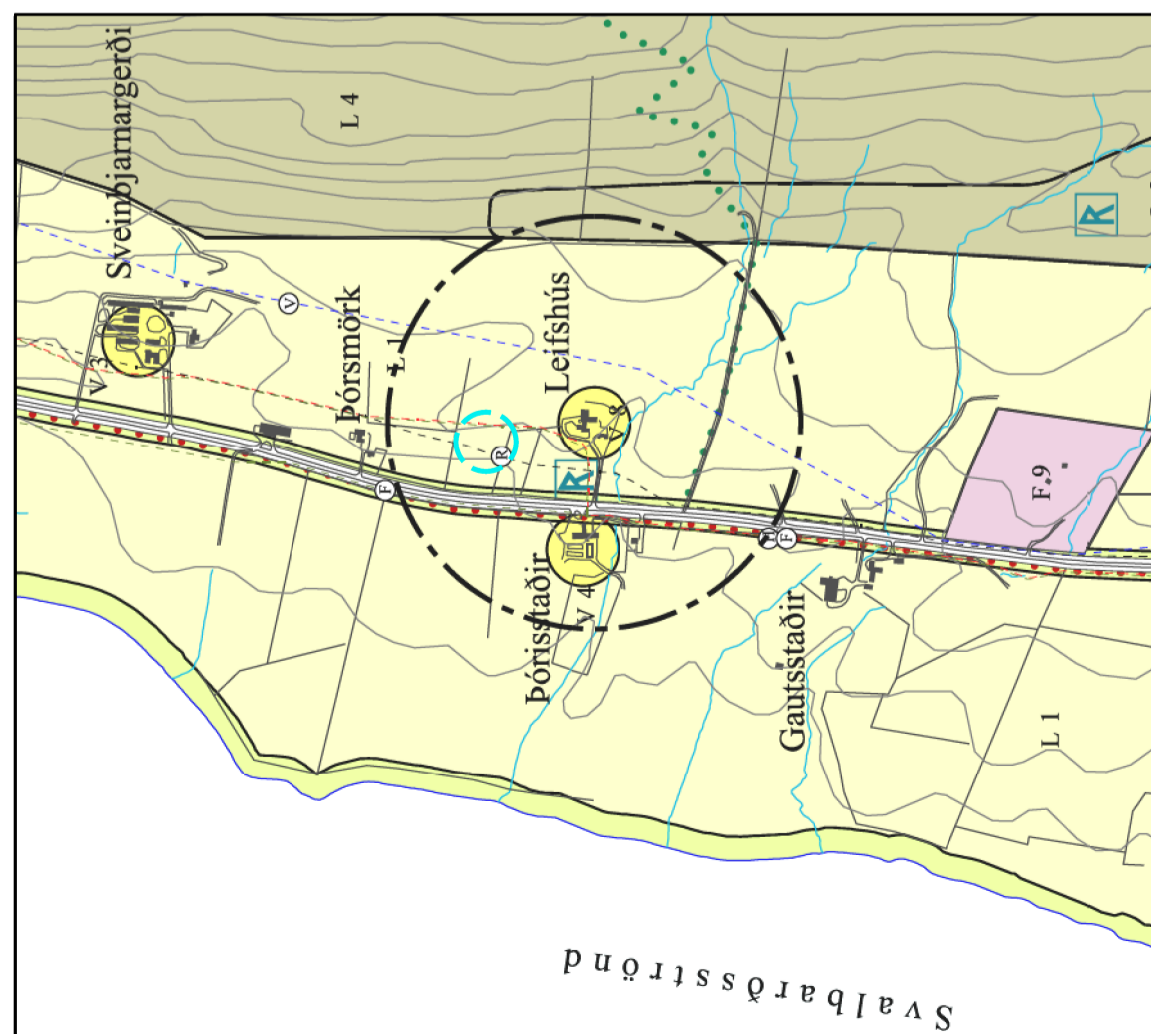 Sveinbjarnargerði
L 4
R
V
V 3
Þórsmörk
L 1
Leifshús
R
F
R
F
F.9
Þórisstaðir
V 4
Gautsstaðir
L 1
Svalbarðsströnd